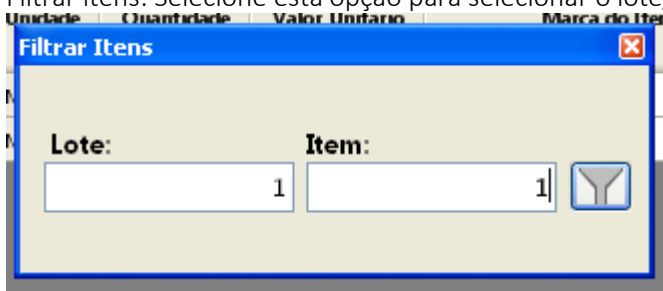 Filtrar Itens: Selecione esta opção para selecionar o lote,
Unidade Quantidade Valor Unitário Marca do Ite
Filtrar Itens
Lote: Item:
1 1